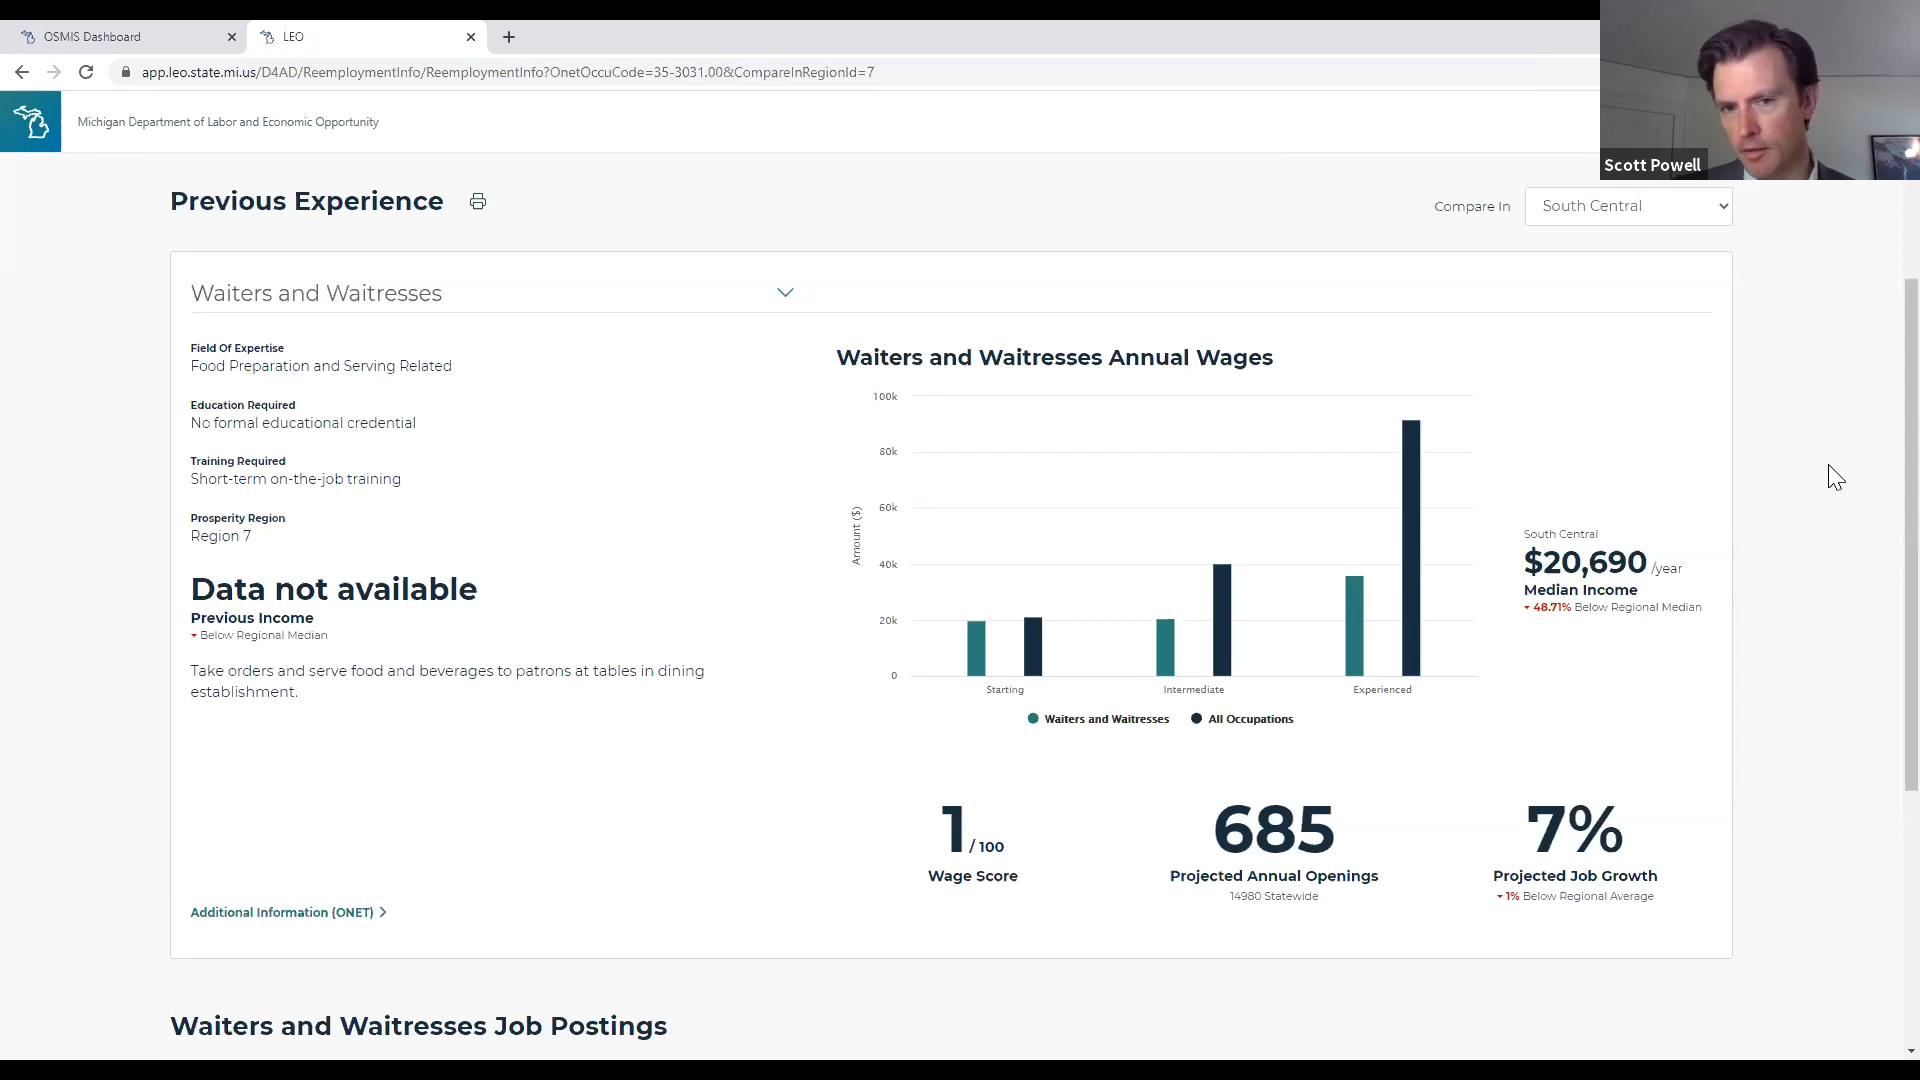 OSMIS Dashboard
LEO
app.leo.state.mi.us/D4AD/ReemploymentInfo/ReemploymentInfo?OnetOccuCode=35-3031.00&CompareInRegionId=7
Michigan Department of Labor and Economic Opportunity
Scott Powell
Previous Experience
Compare In
South Central
Waiters and Waitresses
Field Of Expertise
Food Preparation and Serving Related
Education Required
No formal educational credential
Training Required
Short-term on-the-job training
Prosperity Region
Region 7
Data not available
Previous Income
Below Regional Median
Take orders and serve food and beverages to patrons at tables in dining
establishment.
Additional Information (ONET)
Waiters and Waitresses Annual Wages
100k
80k
60k
40k
20k
0
Amount ($)
Starting
Intermediate
Experienced
Waiters and Waitresses
All Occupations
South Central
$20,690 /year
Median Income
48.71% Below Regional Median
1 / 100
Wage Score
685
Projected Annual Openings
14980 Statewide
7%
Projected Job Growth
1% Below Regional Average
Waiters and Waitresses Job Postings